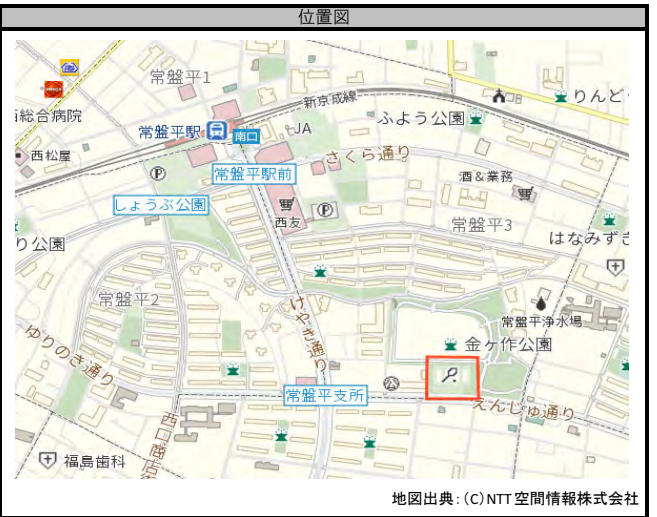 位置図
常盤平1
総合病院
新京成線
りんど
ふよう公園
常盤平駅
南口
JA
西松屋
さくら通り
常盤平駅前
酒&業務
しょうぶ公園
西友
常盤平3
り公園
はなみずき
常盤平2
けやき通り
常盤平浄水場
金ヶ作公園
ゆりのき通り
常盤平支所
えんじゅ通り
西口商店街
福島歯科
地図出典:(C)NTT空間情報株式会社